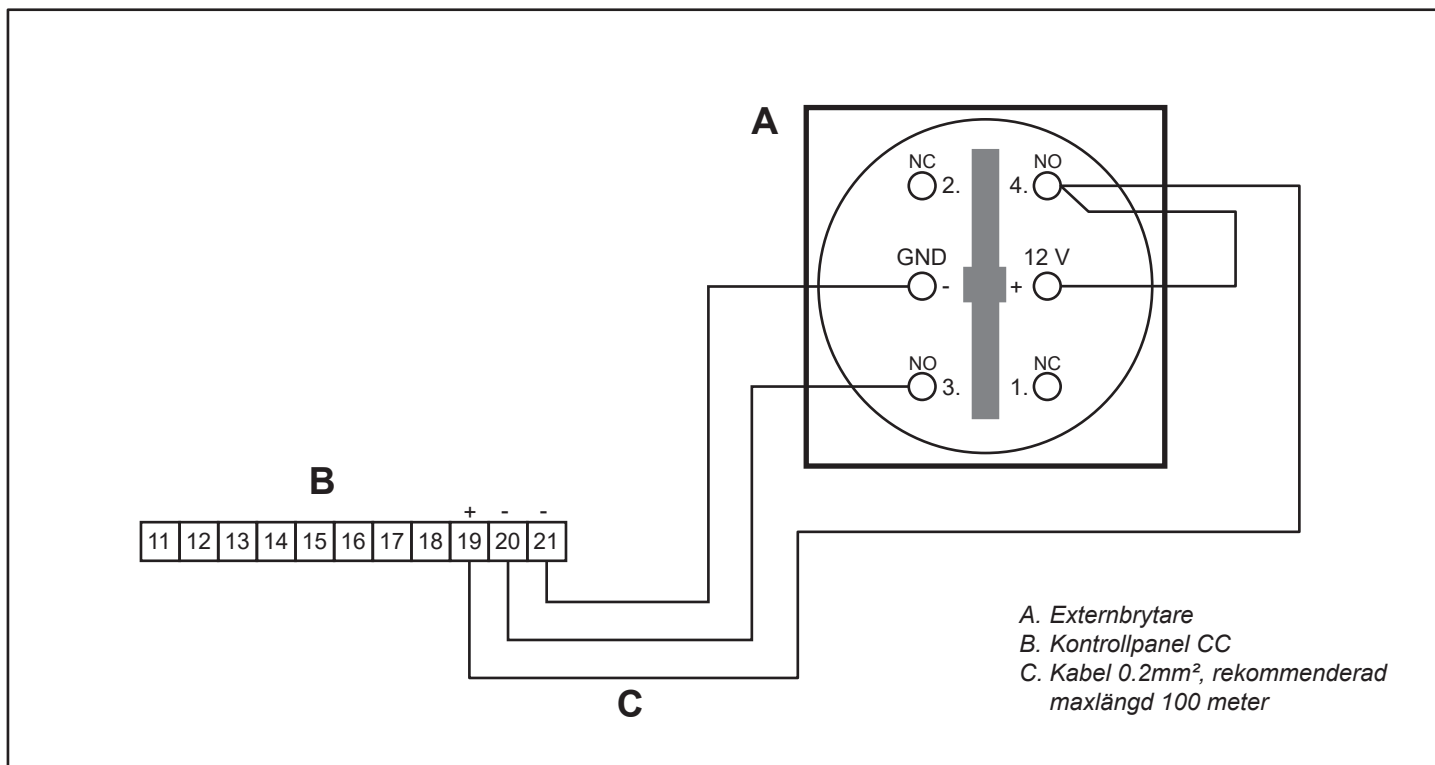 A
NC
NO
2.
4.
GND
12 V
-
+
NO
NC
3.
1.
B
+ - -
11 12 13 14 15 16 17 18 19 20 21
A. Externbrytare
B. Kontrollpanel CC
C. Kabel 0.2mm², rekommenderad
maxlängd 100 meter
C